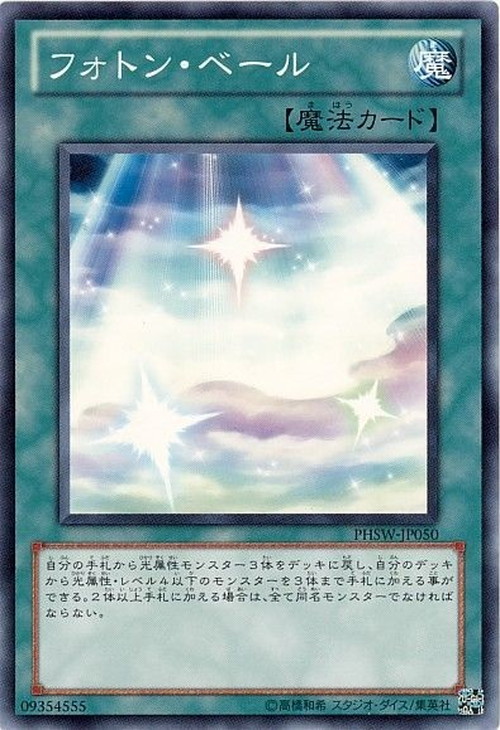 フォトン・ベール
魔
【魔法カード】
PHSW-JP050
自分の手札から光属性モンスター3体をデッキに戻し、自分のデッキ
から光属性・レベル4以下のモンスターを3体まで手札に加える事が
できる。2体以上手札に加える場合は、全て同名モンスターでなければ
ならない。
09354555
©高橋和希 スタジオ・ダイス/集英社